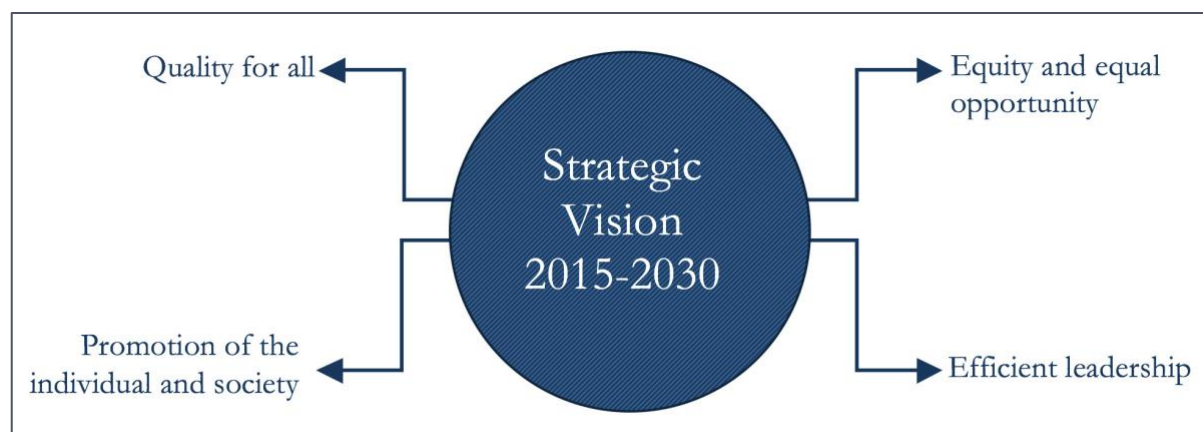 Quality for all
Equity and equal
opportunity
Strategic
Vision
2015-2030
Promotion of the
individual and society
Efficient leadership